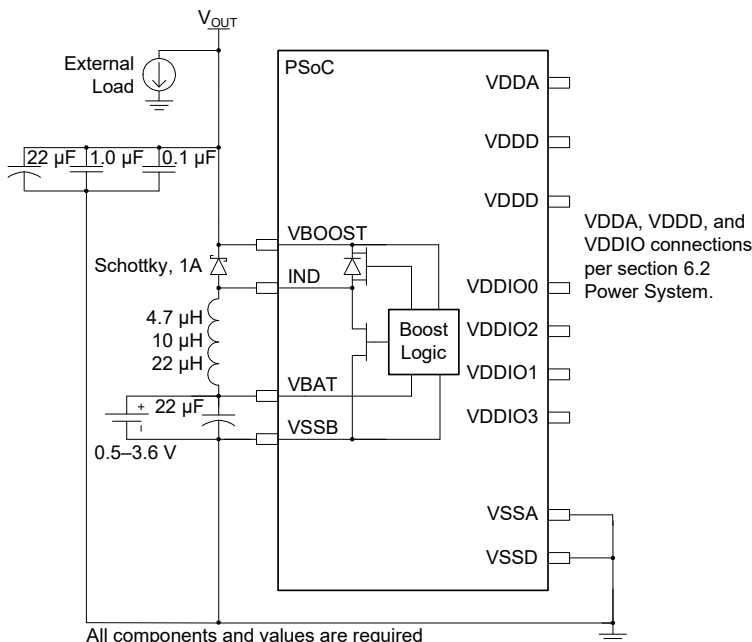 VOUT
External
Load
PSoC
VDDA
VDDD
VDDD
22 µF 1.0 µF 0.1 µF
VDDA, VDDD, and
VDDIO connections
per section 6.2
Power System.
VBOOST
Schottky, 1A
IND
VDDIO0
4.7 µH
10 µH
22 µH
Boost
Logic
VDDIO2
VDDIO1
VBAT
VDDIO3
+ 22 µF
-
VSSB
0.5–3.6 V
VSSA
VSSD
All components and values are required